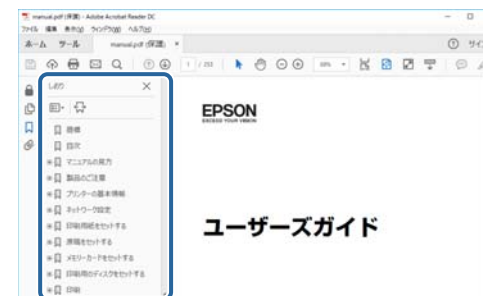 manual.pdf (保護) - Adobe Acrobat Reader DC
ファイル 編集 表示(V) ウィンドウ(W) ヘルプ(H)
ホーム ツール manual.pdf (保護) ×
サイ
1 / 203
しおり
EPSON
EXCEED YOUR VISION
表紙
目次
マニュアルの見方
製品のご注意
プリンターの基本情報
ネットワーク設定
印刷用紙をセットする
原稿をセットする
メモリーカードをセットする
印刷用のディスクをセットする
印刷
ユーザーズガイド